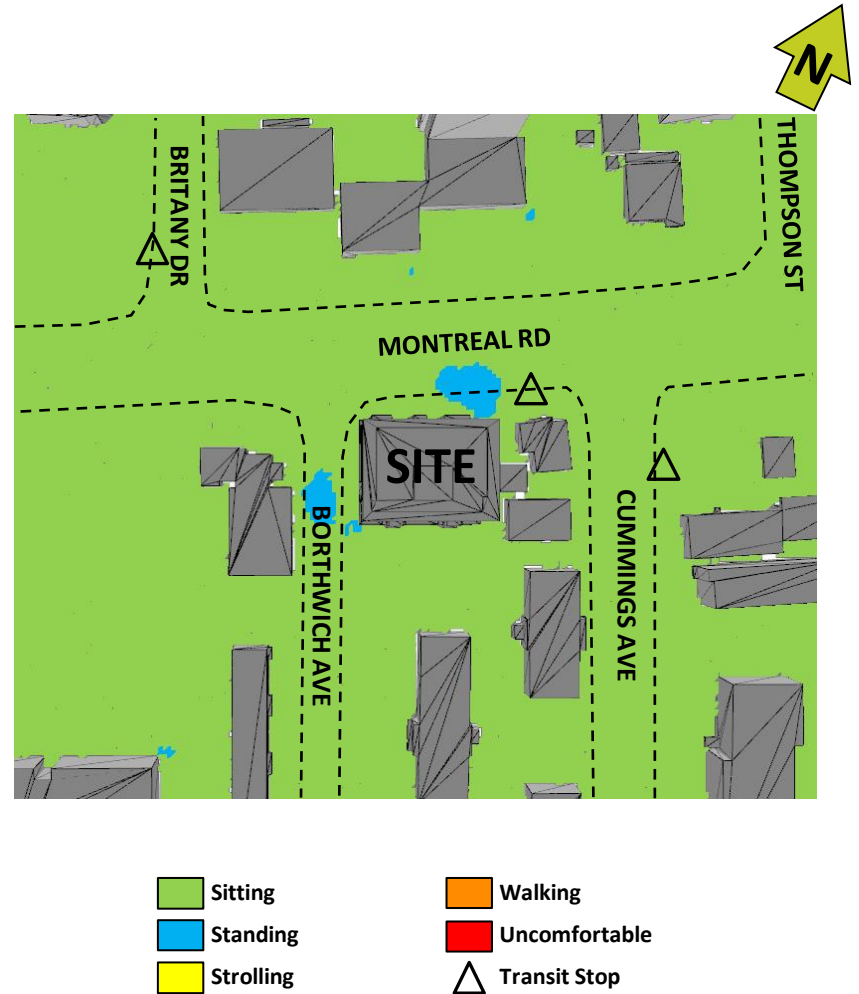 N
BRITANY DR
THOMPSON ST
MONTREAL RD
SITE
BORTHWICH AVE
CUMMINGS AVE
Sitting
Walking
Standing
Uncomfortable
Strolling
Transit Stop